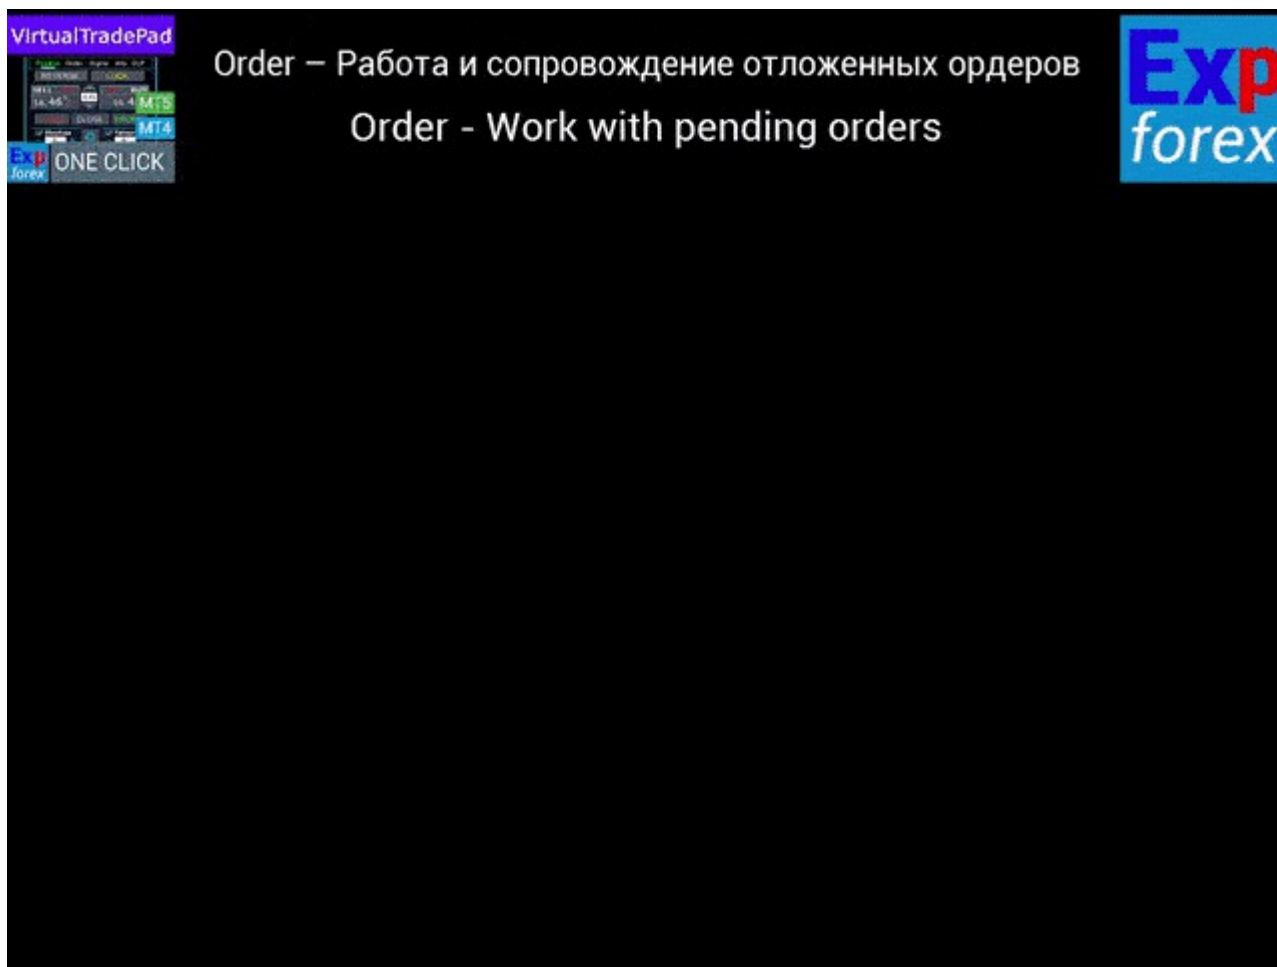 VirtualTradePad
MT5
MT4
Exp
forex
ONE CLICK
Order – Работа и сопровождение отложенных ордеров
Order - Work with pending orders
Exp
forex